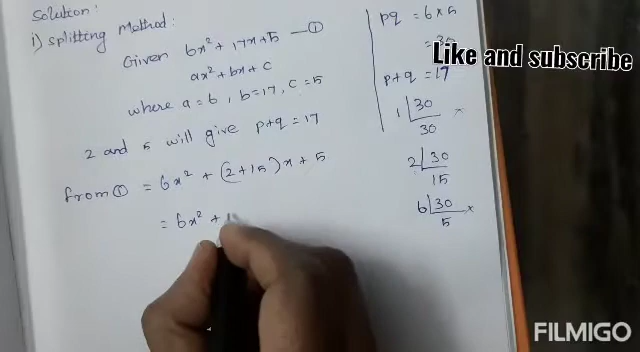 Solution:
i) Splitting Method:
Given 6x² + 17x + 5 — ①
ax² + bx + c
where a = 6, b = 17, c = 5
2 and 5 will give p+q = 17
from ① = 6x² + (2+15)x + 5
= 6x² +
pq = 6 × 5
= 30
p+q = 17
1 | 30
30 ×
2 | 30
15
6 | 30
5 ×
Like and subscribe
FILMIGO